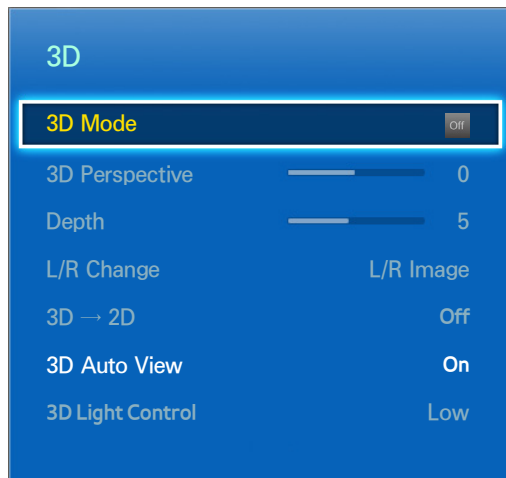 3D
3D Mode Off
3D Perspective 0
Depth 5
L/R Change L/R Image
3D → 2D Off
3D Auto View On
3D Light Control Low